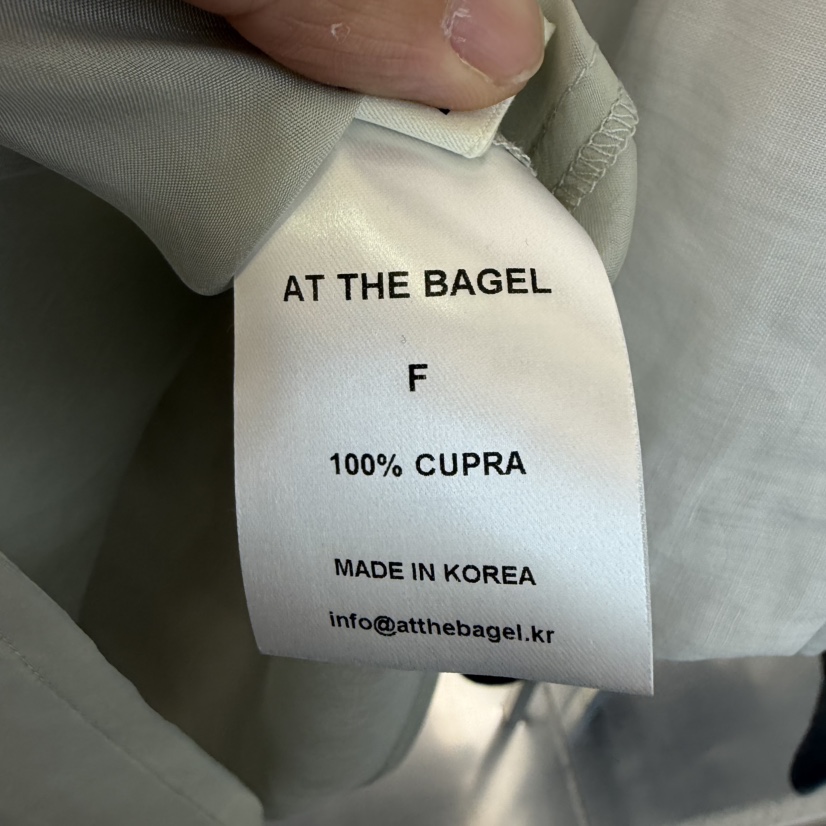 AT THE BAGEL
F
100% CUPRA
MADE IN KOREA
info@atthebagel.kr